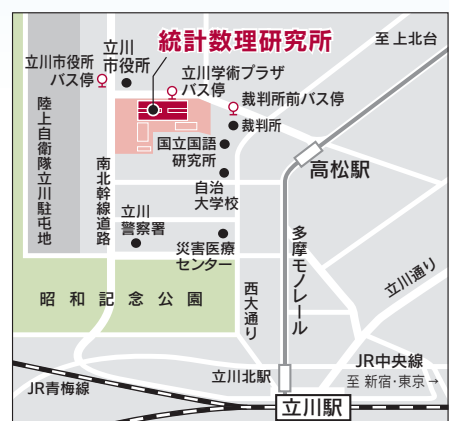 統計数理研究所
至 上北台
立川市役所
バス停
立川
市役所
立川学術プラザ
バス停
裁判所前バス停
裁判所
国立国語
研究所
高松駅
自治
大学校
陸上自衛隊立川駐屯地
南北幹線道路
立川
警察署
災害医療
センター
多摩モノレール
立川通り
昭和記念公園
西大通り
JR中央線
至 新宿・東京→
立川北駅
JR青梅線
立川駅